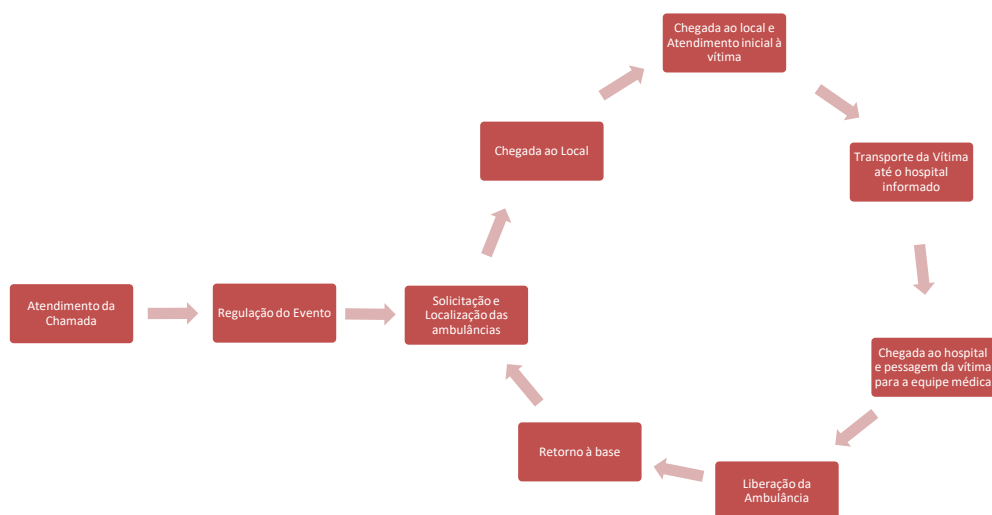 Atendimento da
Chamada
Regulação do Evento
Solicitação e
Localização das
ambulâncias
Chegada ao Local
Chegada ao local e
Atendimento inicial à
vítima
Transporte da Vítima
até o hospital
informado
Chegada ao hospital
e pessagem da vítima
para a equipe médica
Liberação da
Ambulância
Retorno à base